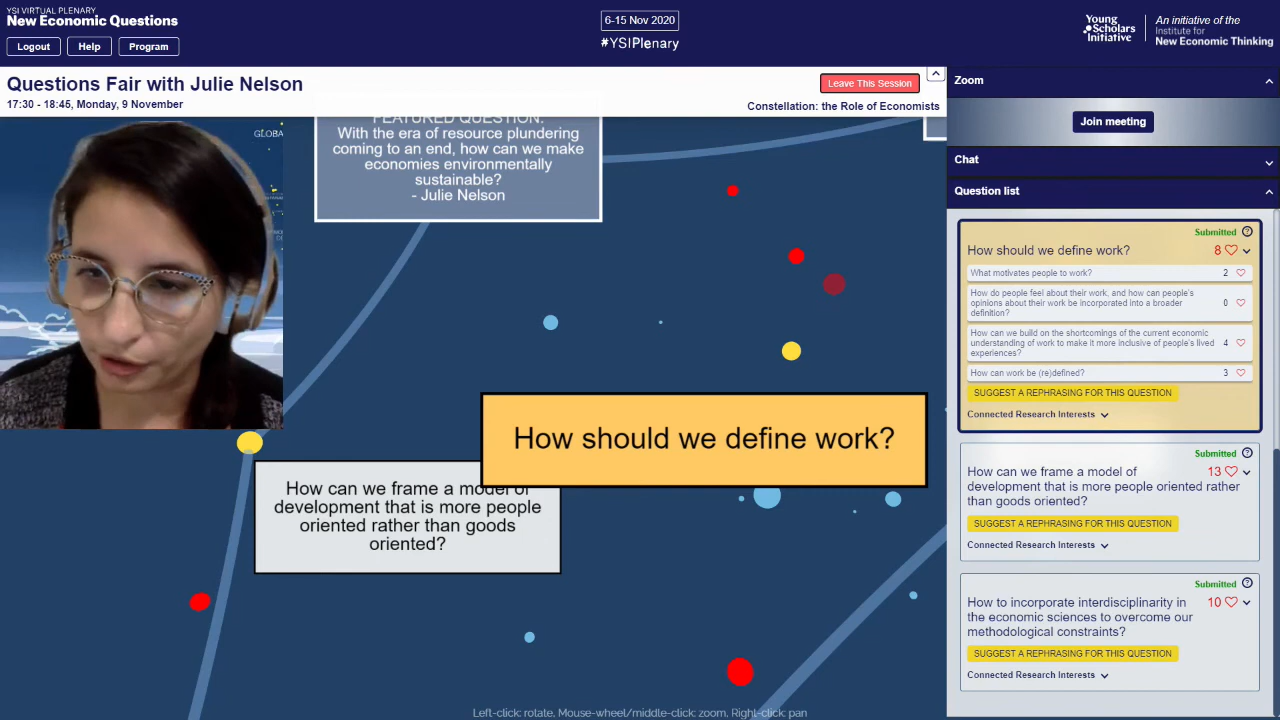 YSI VIRTUAL PLENARY
New Economic Questions
Logout
Help
Program
6-15 Nov 2020
#YSIPlenary
Young
Scholars
Initiative
An initiative of the
Institute for
New Economic Thinking
Questions Fair with Julie Nelson
17:30 - 18:45, Monday, 9 November
Leave This Session
Constellation: the Role of Economists
GLOBA
FEATURED QUESTION:
With the era of resource plundering
coming to an end, how can we make
economies environmentally
sustainable?
- Julie Nelson
How should we define work?
How can we frame a model of
development that is more people
oriented rather than goods
oriented?
Left-click: rotate, Mouse-wheel/middle-click: zoom, Right-click: pan
Zoom
Join meeting
Chat
Question list
Submitted ?
How should we define work? 8
What motivates people to work? 2
How do people feel about their work, and how can people's
opinions about their work be incorporated into a broader 0
definition?
How can we build on the shortcomings of the current economic
understanding of work to make it more inclusive of people's lived 4
experiences?
How can work be (re)defined? 3
SUGGEST A REPHRASING FOR THIS QUESTION
Connected Research Interests
Submitted ?
How can we frame a model of 13
development that is more people oriented rather
than goods oriented?
SUGGEST A REPHRASING FOR THIS QUESTION
Connected Research Interests
Submitted ?
How to incorporate interdisciplinarity in 10
the economic sciences to overcome our
methodological constraints?
SUGGEST A REPHRASING FOR THIS QUESTION
Connected Research Interests